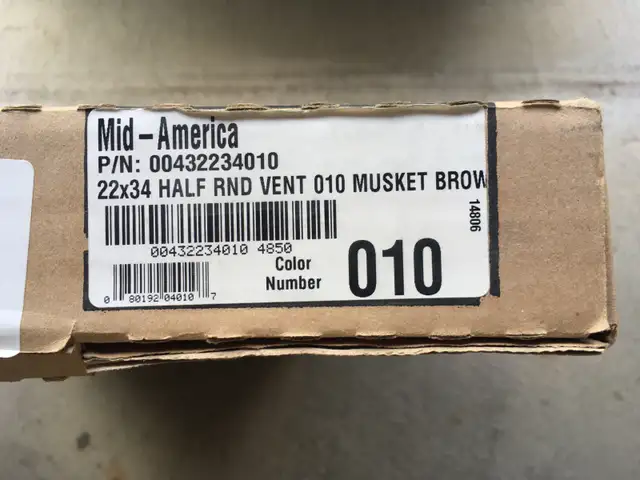 Mid-America
P/N: 00432234010
22x34 HALF RND VENT 010 MUSKET BROW
14806
00432234010 4850
Color
Number
010
0 80192 04010 7